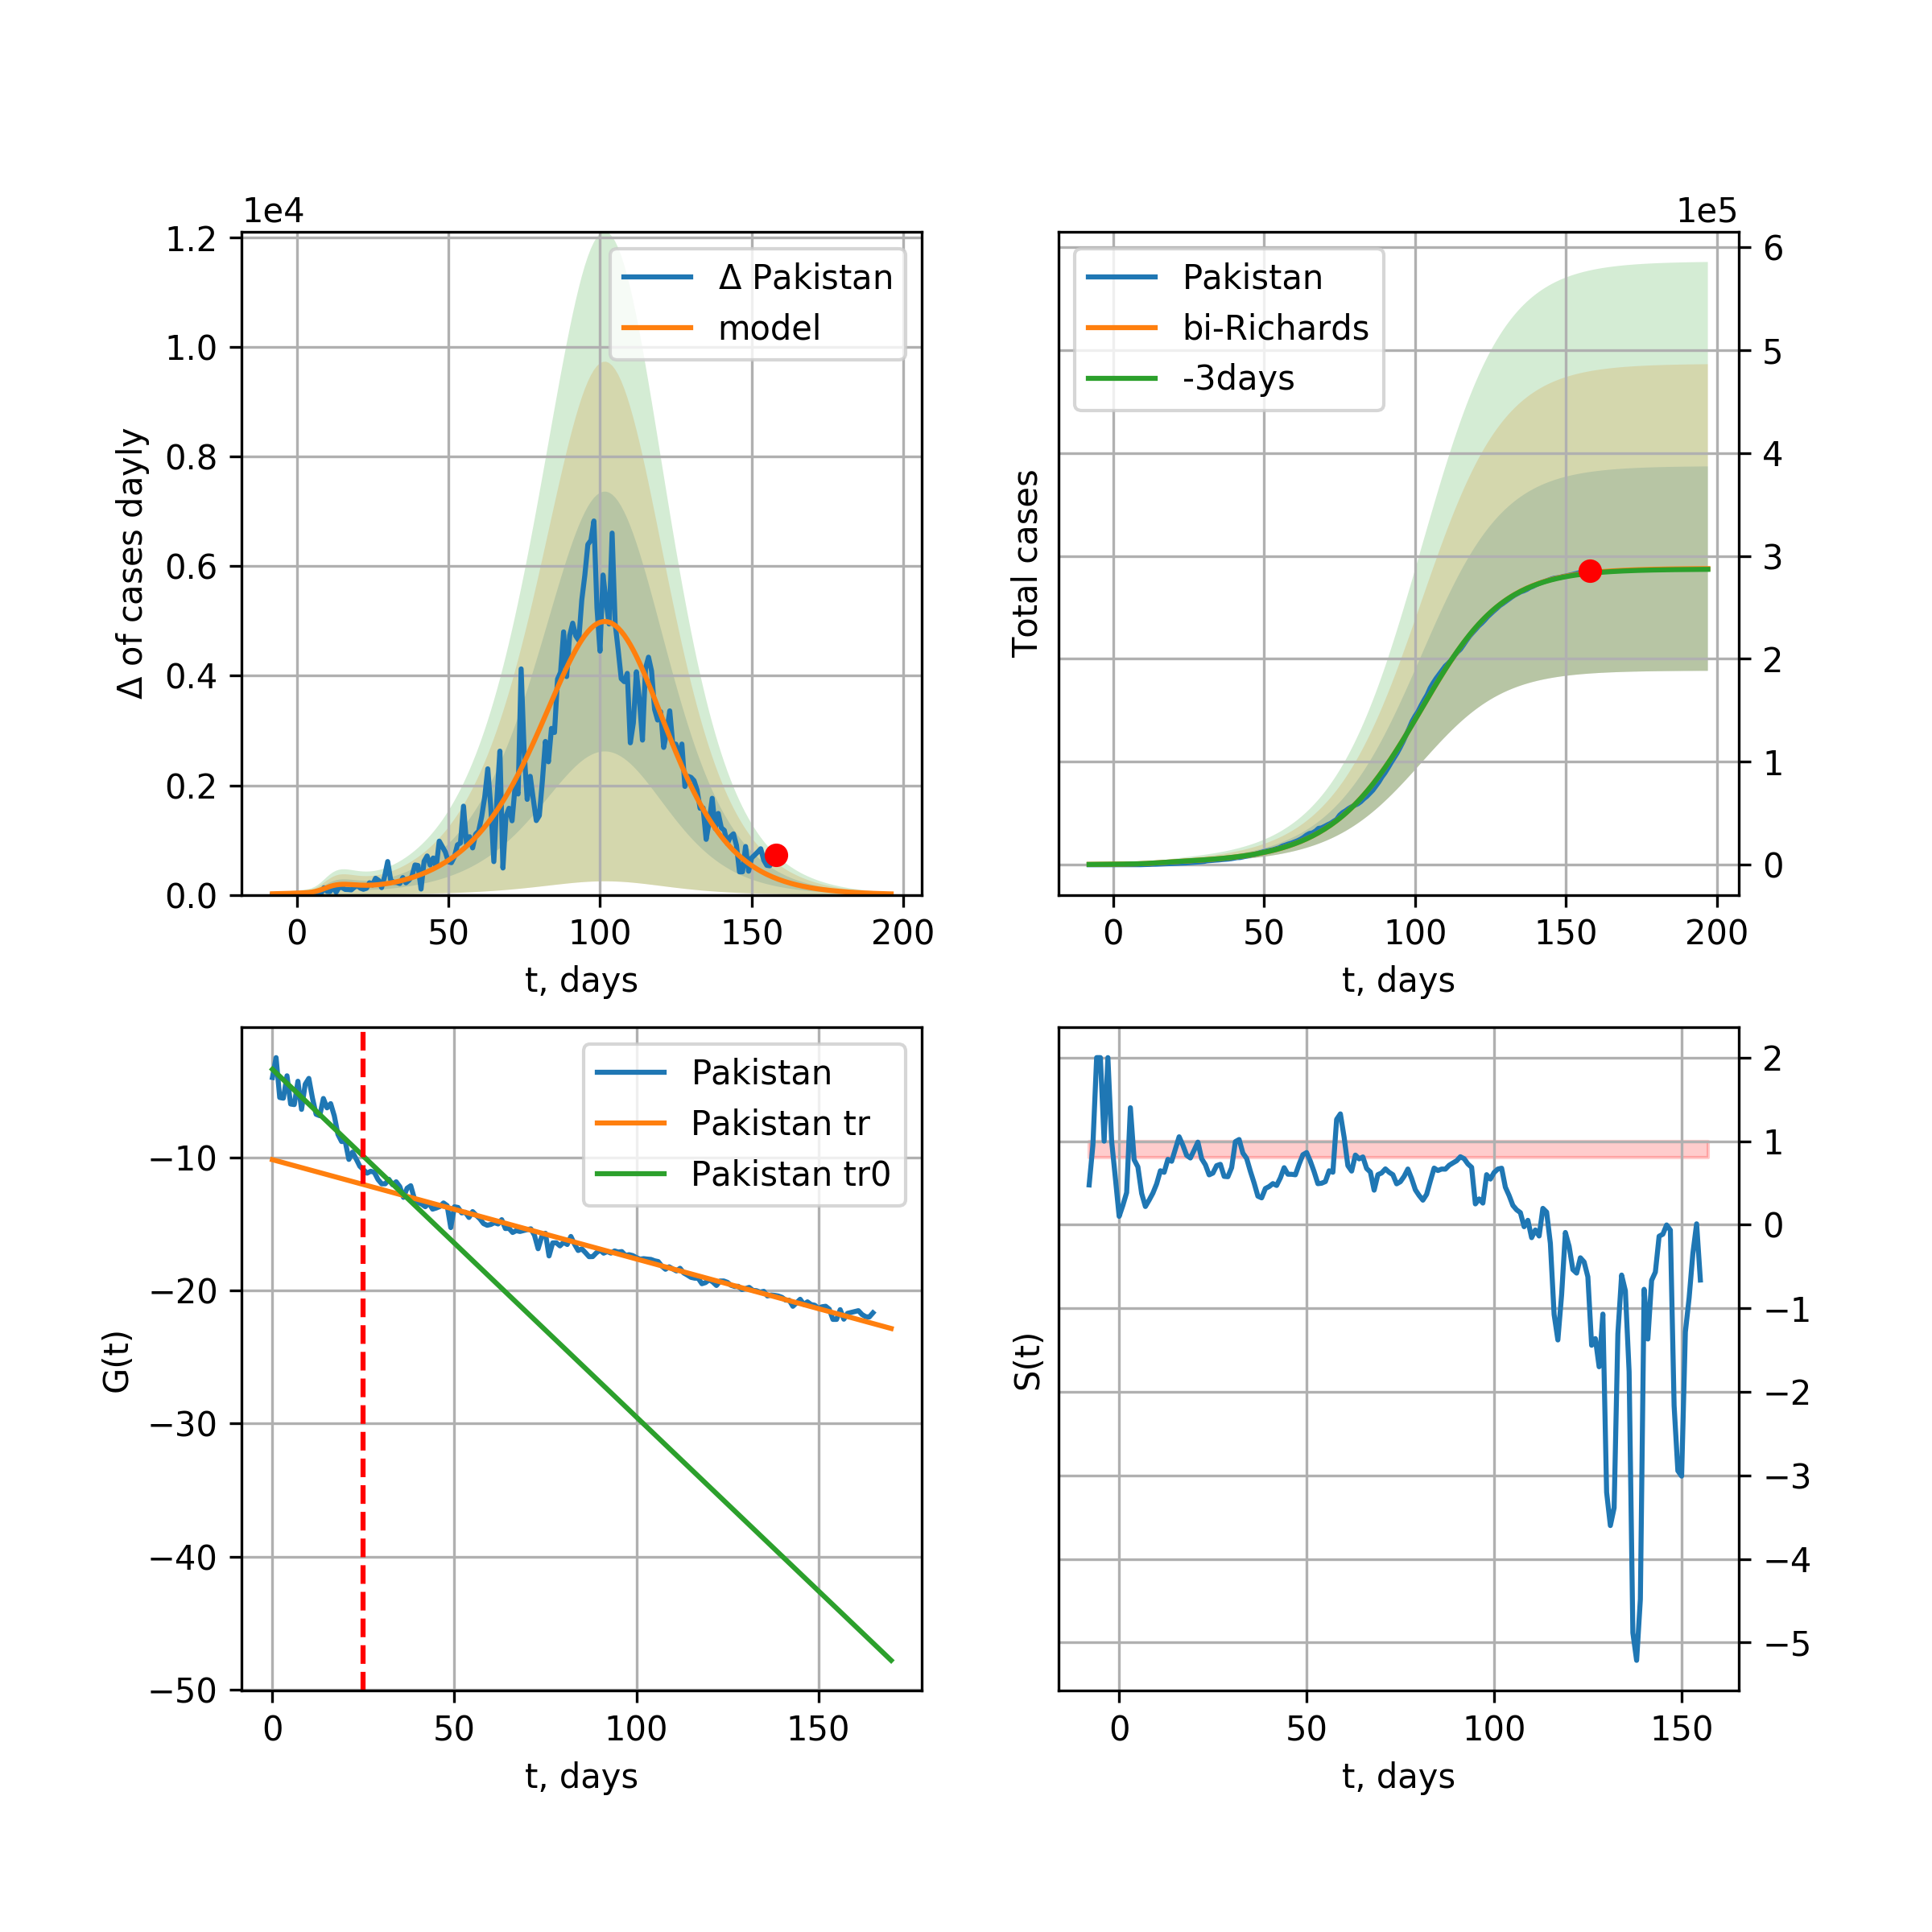 1e4
1.2
1.0
0.8
0.6
0.4
0.2
0.0
Δ of cases dayly
Δ Pakistan
model
0 50 100 150 200
t, days
1e5
6
5
4
3
2
1
0
Total cases
Pakistan
bi-Richards
-3days
0 50 100 150 200
t, days
−10
−20
−30
−40
−50
G(t)
Pakistan
Pakistan tr
Pakistan tr0
0 50 100 150
t, days
2
1
0
−1
−2
−3
−4
−5
S(t)
0 50 100 150
t, days